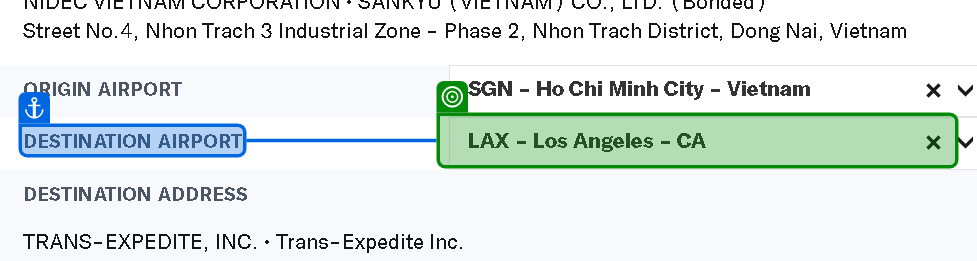 NIDEC VIETNAM CORPORATION • SANKYU (VIETNAM) CO., LTD. (Bonded)
Street No.4, Nhon Trach 3 Industrial Zone - Phase 2, Nhon Trach District, Dong Nai, Vietnam
ORIGIN AIRPORT SGN - Ho Chi Minh City - Vietnam
DESTINATION AIRPORT LAX - Los Angeles - CA
DESTINATION ADDRESS
TRANS-EXPEDITE, INC. • Trans-Expedite Inc.